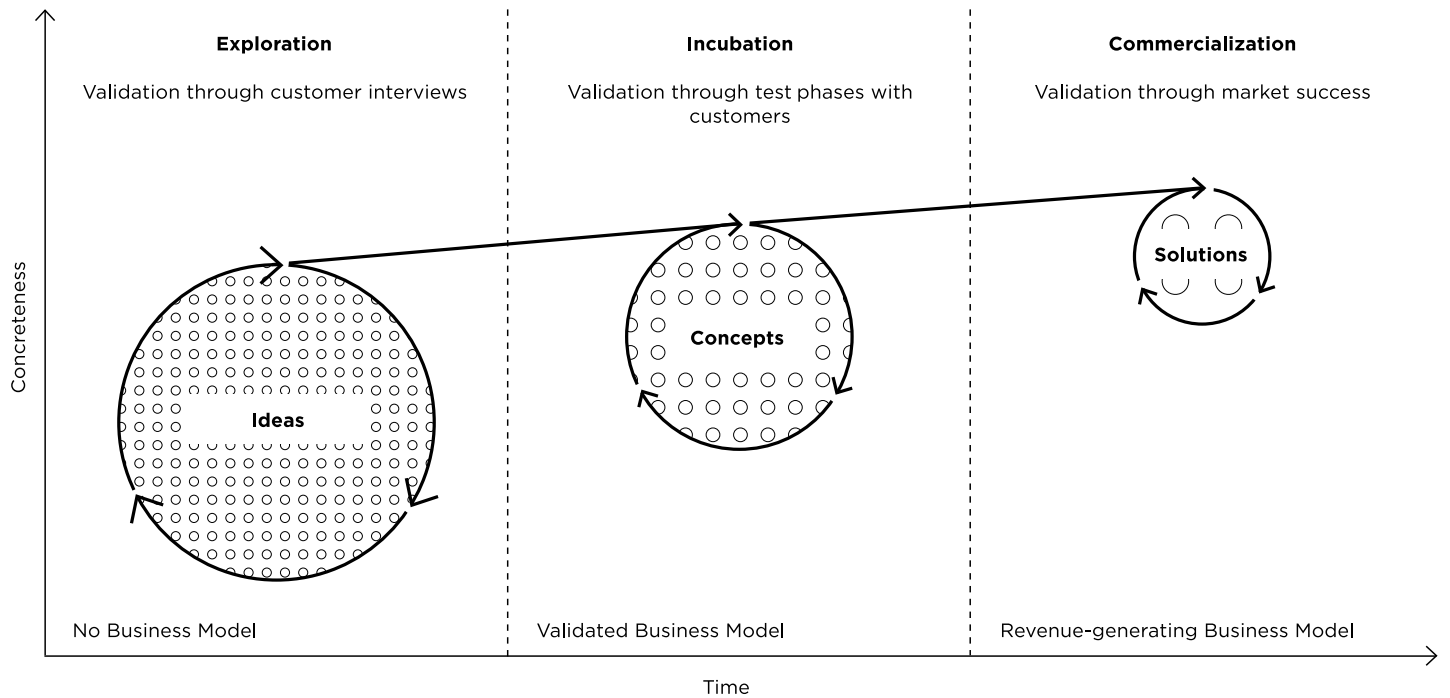 Exploration
Validation through customer interviews
Incubation
Validation through test phases with
customers
Commercialization
Validation through market success
Concreteness
Ideas
Concepts
Solutions
No Business Model
Validated Business Model
Revenue-generating Business Model
Time